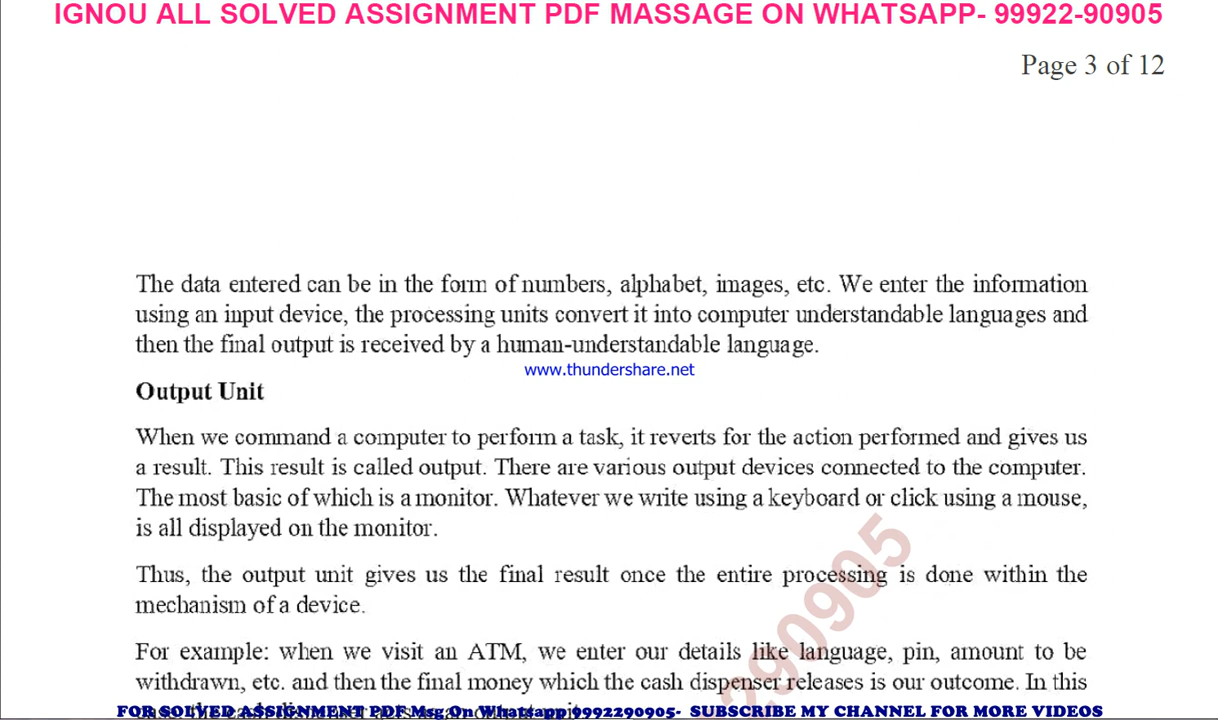 IGNOU ALL SOLVED ASSIGNMENT PDF MASSAGE ON WHATSAPP- 99922-90905
Page 3 of 12
The data entered can be in the form of numbers, alphabet, images, etc. We enter the information
using an input device, the processing units convert it into computer understandable languages and
then the final output is received by a human-understandable language.
www.thundershare.net
Output Unit
When we command a computer to perform a task, it reverts for the action performed and gives us
a result. This result is called output. There are various output devices connected to the computer.
The most basic of which is a monitor. Whatever we write using a keyboard or click using a mouse,
is all displayed on the monitor.
Thus, the output unit gives us the final result once the entire processing is done within the
mechanism of a device.
290905
For example: when we visit an ATM, we enter our details like language, pin, amount to be
withdrawn, etc. and then the final money which the cash dispenser releases is our outcome. In this
FOR SOLVED ASSIGNMENT PDF Msg On Whatsapp 9992290905- SUBSCRIBE MY CHANNEL FOR MORE VIDEOS